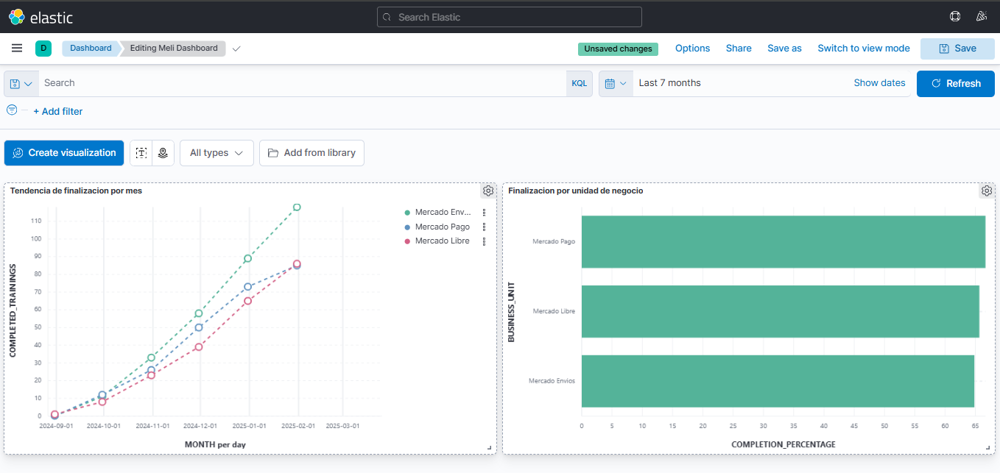 elastic
Search Elastic
D
Dashboard
Editing Meli Dashboard
Unsaved changes
Options
Share
Save as
Switch to view mode
Save
Search
KQL
Last 7 months
Show dates
Refresh
+ Add filter
Create visualization
T
All types
Add from library
Tendencia de finalizacion por mes
COMPLETED_TRAININGS
110
100
90
80
70
60
50
40
30
20
10
0
2024-09-01
2024-10-01
2024-11-01
2024-12-01
2025-01-01
2025-02-01
2025-03-01
MONTH per day
Mercado Env...
Mercado Pago
Mercado Libre
Finalizacion por unidad de negocio
BUSINESS_UNIT
Mercado Pago
Mercado Libre
Mercado Envios
0
5
10
15
20
25
30
35
40
45
50
55
60
65
COMPLETION_PERCENTAGE